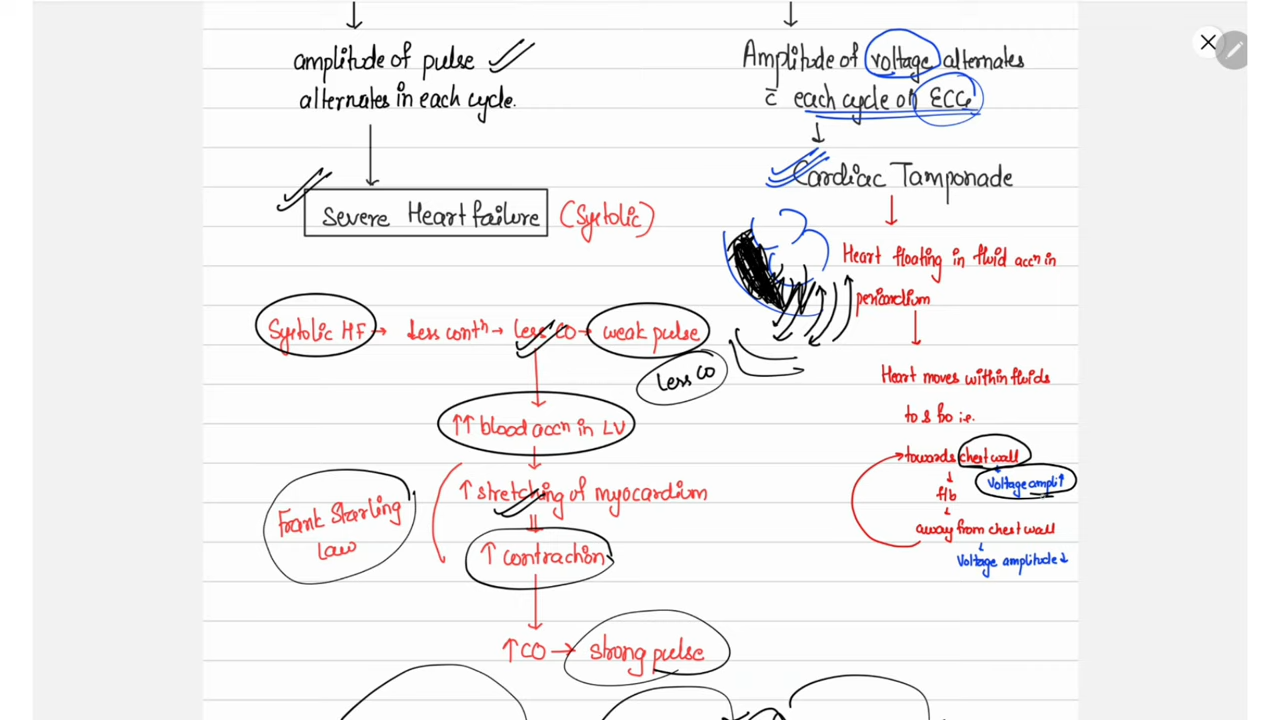 amplitude of pulse
alternates in each cycle.
Severe Heart failure (Systolic)
Systolic HF → Less contⁿ → less CO → weak pulse
Less CO
↑↑ blood accⁿ in LV
↑ stretching of myocardium
Frank Starling
law
↑ contraction
↑ CO → strong pulse
Amplitude of voltage alternates
c̄ each cycle of ECG
Cardiac Tamponade
Heart floating in fluid accⁿ in
pericardium
Heart moves within fluids
to & fro i.e.
towards chest wall
Voltage ampli ↑
f/b
away from chest wall
Voltage amplitude ↓